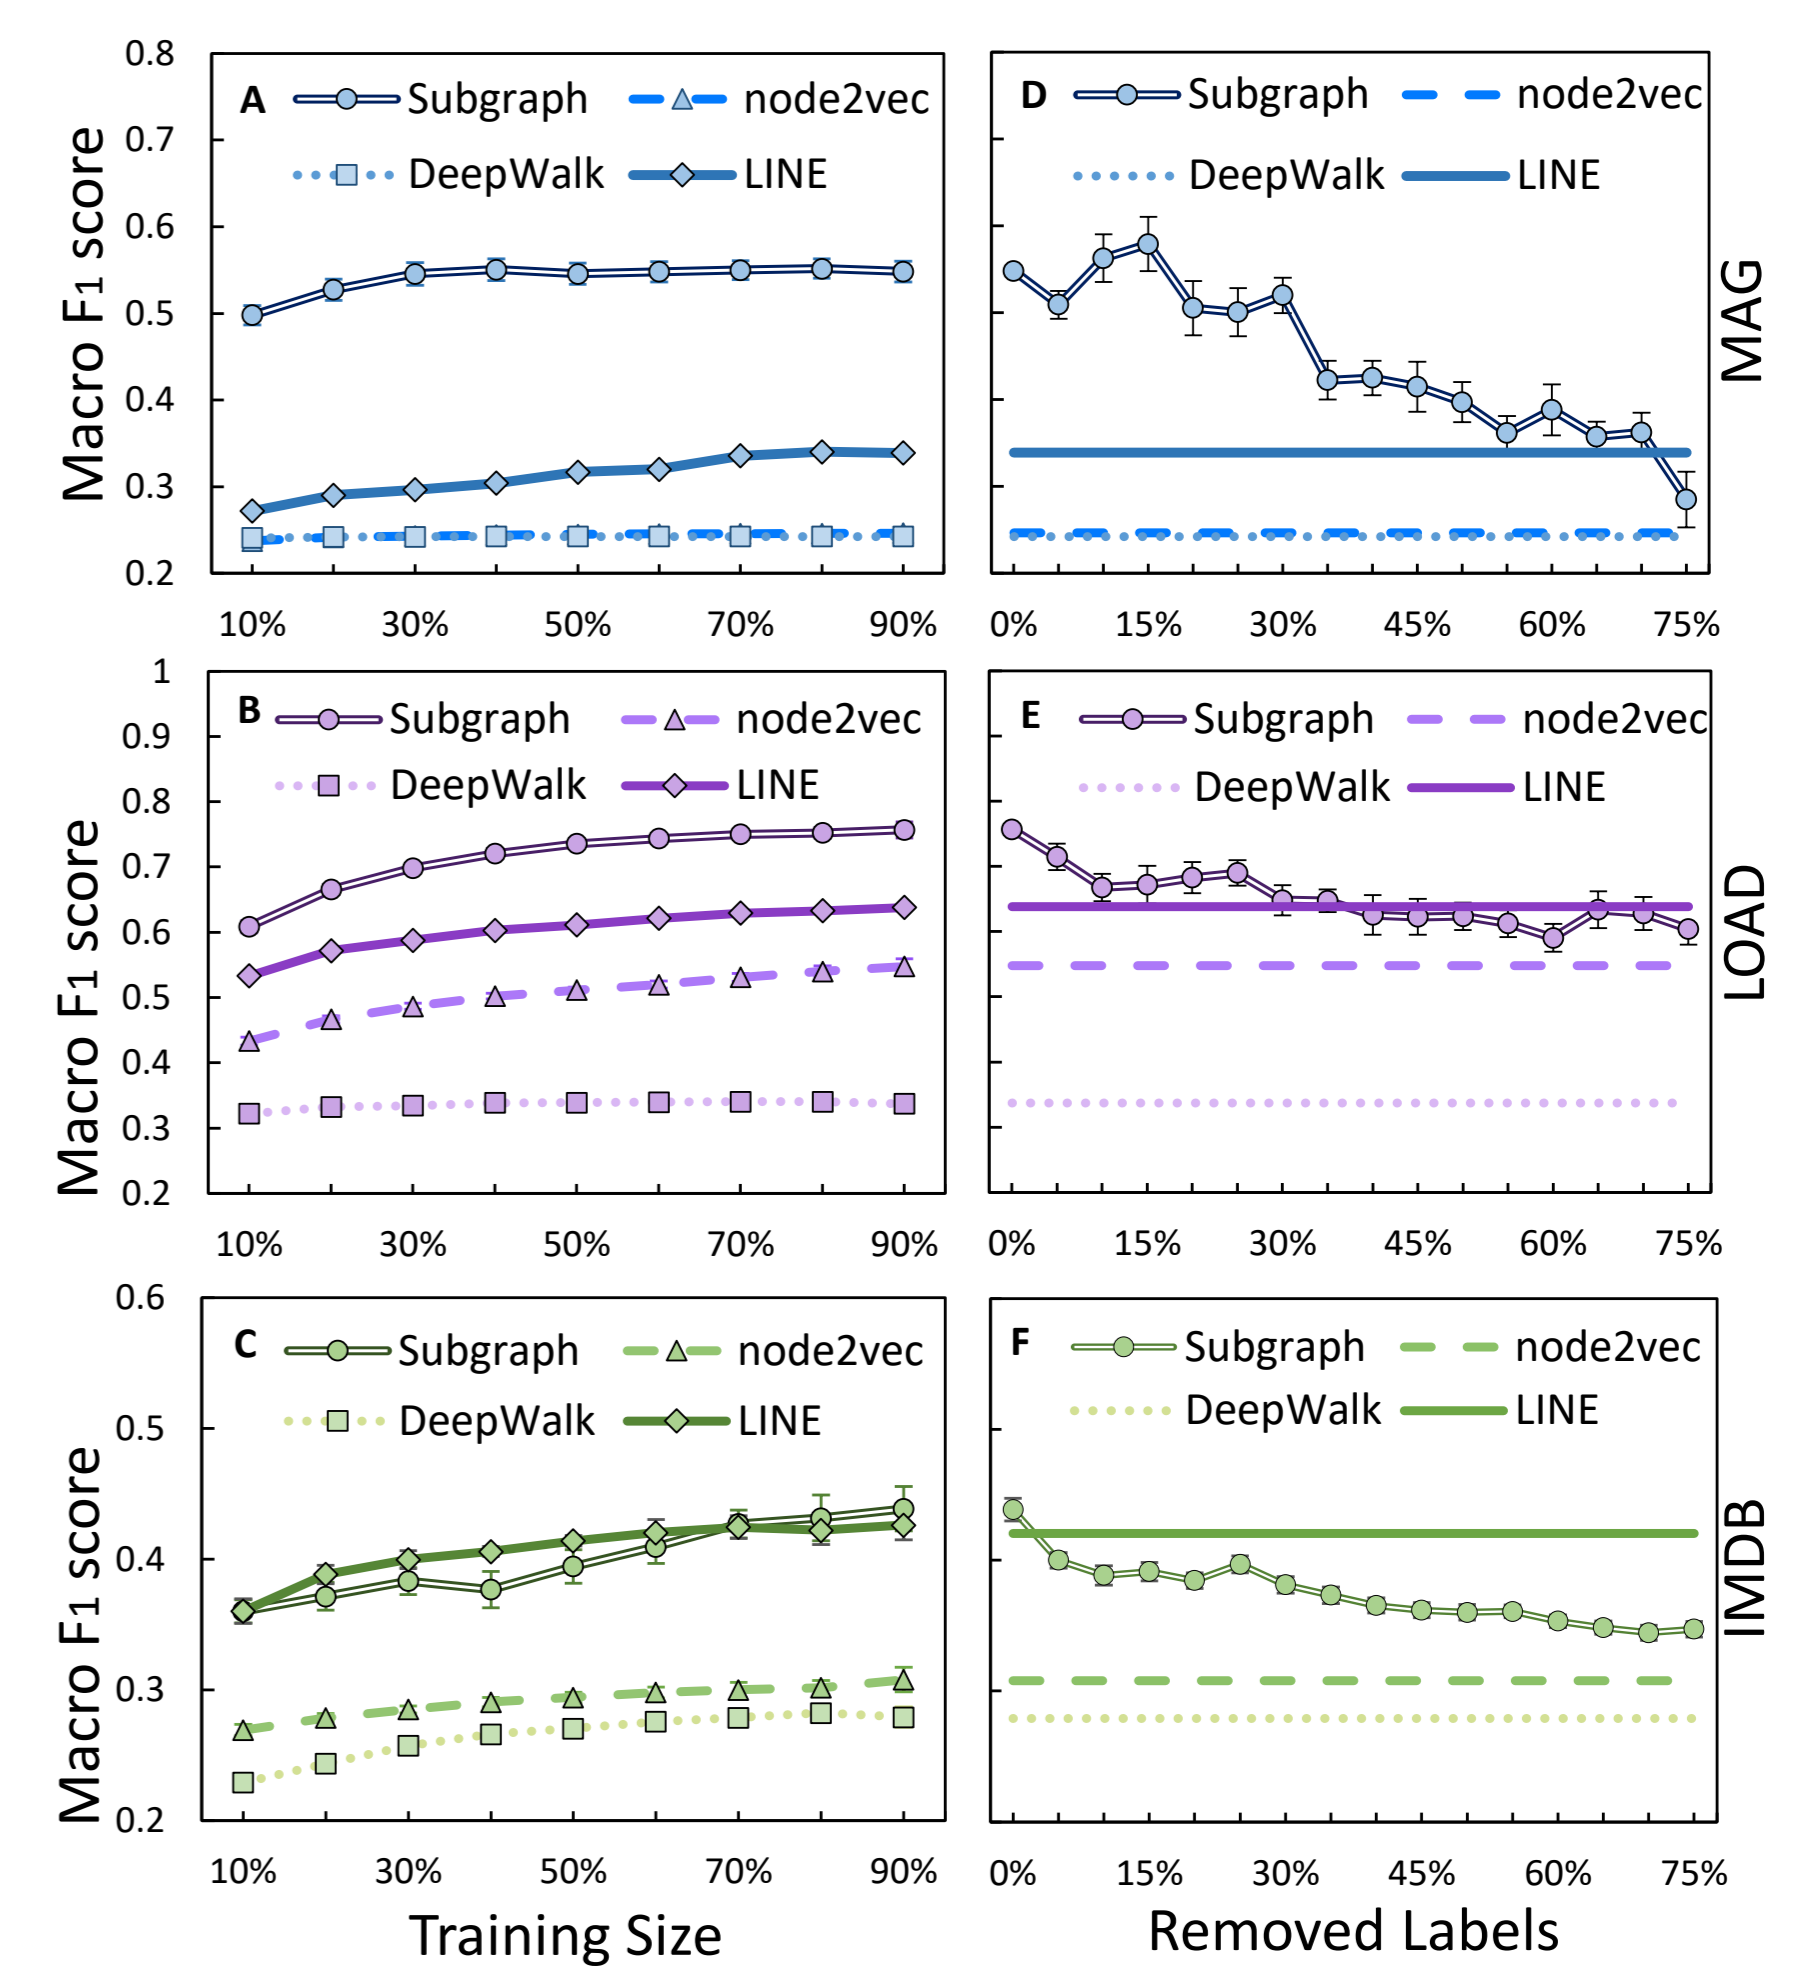 A Subgraph node2vec
DeepWalk LINE
Macro F1 score
0.8
0.7
0.6
0.5
0.4
0.3
0.2
10% 30% 50% 70% 90%
D Subgraph node2vec
DeepWalk LINE
0% 15% 30% 45% 60% 75%
MAG
B Subgraph node2vec
DeepWalk LINE
Macro F1 score
1
0.9
0.8
0.7
0.6
0.5
0.4
0.3
0.2
10% 30% 50% 70% 90%
E Subgraph node2vec
DeepWalk LINE
0% 15% 30% 45% 60% 75%
LOAD
C Subgraph node2vec
DeepWalk LINE
Macro F1 score
0.6
0.5
0.4
0.3
0.2
10% 30% 50% 70% 90%
Training Size
F Subgraph node2vec
DeepWalk LINE
0% 15% 30% 45% 60% 75%
Removed Labels
IMDB